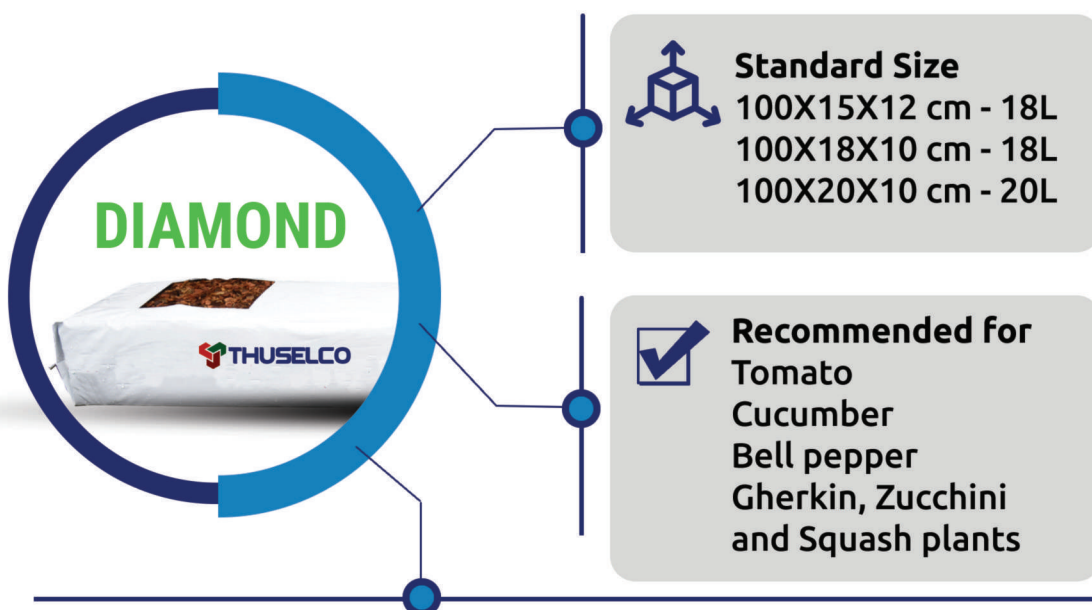 DIAMOND
THUSELCO
Standard Size
100X15X12 cm - 18L
100X18X10 cm - 18L
100X20X10 cm - 20L
Recommended for
Tomato
Cucumber
Bell pepper
Gherkin, Zucchini
and Squash plants